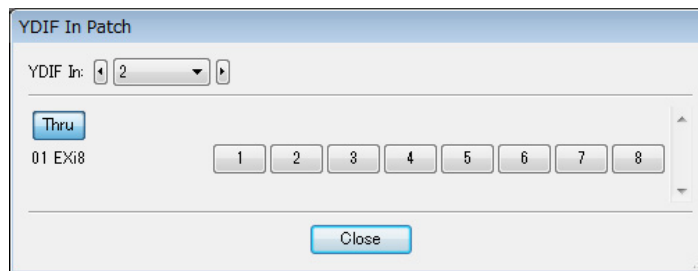 YDIF In Patch
YDIF In: 2
Thru
01 EXi8 1 2 3 4 5 6 7 8
Close